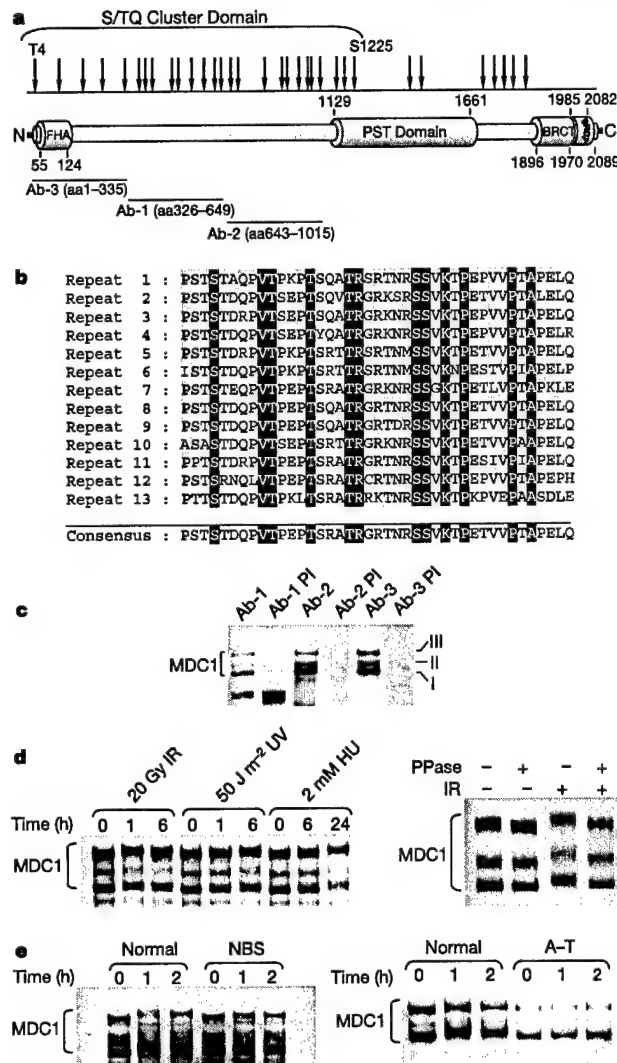 a
S/TQ Cluster Domain
T4
S1225
1129 1661 1985 2082
N FHA PST Domain BRCT C
55 124 1896 1970 2089
Ab-3 (aa1–335)
Ab-1 (aa326–649)
Ab-2 (aa643–1015)
b
Repeat 1 : PSTSTAQPVTPKPTSQATRSRTNRSSVKTPEPVVPTAPELQ
Repeat 2 : PSTSTDQPVTSEPTSQVTRGRKSRSSVKTPETVVPTALELQ
Repeat 3 : PSTSTDRPVTSEPTSQATRGRKNRSSVKTPEPVVPTAPELQ
Repeat 4 : PSTSTDQPVTSEPTYQATRGRKNRSSVKTPEPVVPTAPELR
Repeat 5 : PSTSTDRPVTPKPTSRTTRSRTNMSSVKTPETVVPTAPELQ
Repeat 6 : ISTSTDQPVTPKPTSRTTRSRTNMSSVKNPESTVPIAPELP
Repeat 7 : PSTSTEQPVTPEPTSRATRGRKNRSSGKTPETLVPTAPKLE
Repeat 8 : PSTSTDQPVTPEPTSQATRGRTNRSSVKTPETVVPTAPELQ
Repeat 9 : PSTSTDQPVTPEPTSQATRGRTDRSSVKTPETVVPTAPELQ
Repeat 10 : ASASTDQPVTSEPTSRTTRGRKNRSSVKTPETVVPAAPELQ
Repeat 11 : PPTSTDRPVTPEPTSRATRGRTNRSSVKTPESIVPIAPELQ
Repeat 12 : PSTSRNQLVTPEPTSRATRCRTNRSSVKTPEPVVPTAPEPH
Repeat 13 : PTTSTDQPVTPKLTSRATRRKTNRSSVKTPKPVEPAASDLE
Consensus : PSTSTDQPVTPEPTSRATRGRTNRSSVKTPETVVPTAPELQ
c
Ab-1 Ab-1 PI Ab-2 Ab-2 PI Ab-3 Ab-3 PI
MDC1
III
II
I
d
20 Gy IR 50 J m⁻² UV 2 mM HU
Time (h) 0 1 6 0 1 6 0 6 24
MDC1
PPase – + – +
IR – – + +
MDC1
e
Normal NBS
Time (h) 0 1 2 0 1 2
MDC1
Normal A–T
Time (h) 0 1 2 0 1 2
MDC1